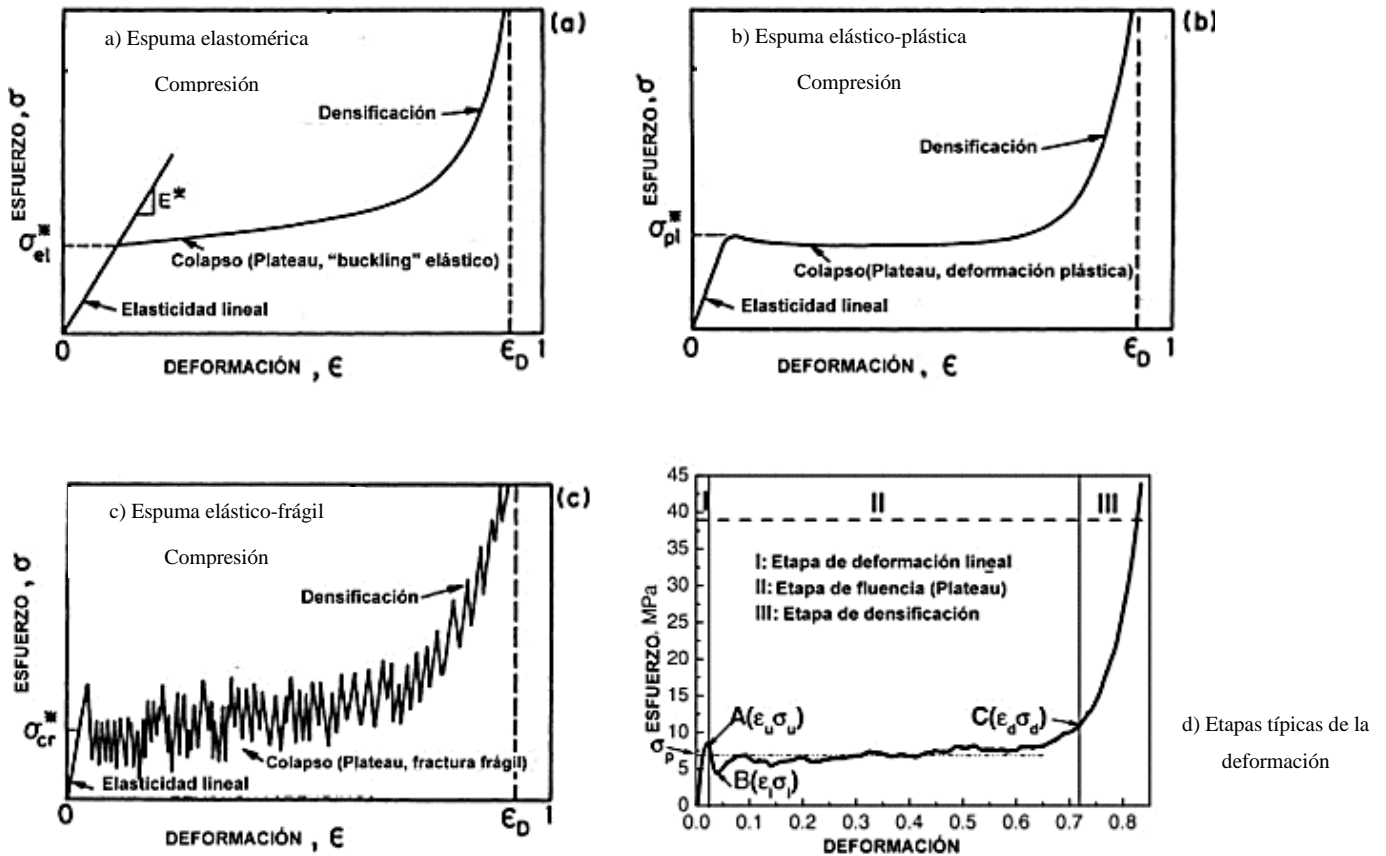 a) Espuma elastomérica
(a)
Compresión
Densificación
ESFUERZO, σ
E*
σ*el
Colapso (Plateau, "buckling" elástico)
Elasticidad lineal
0
ϵD 1
DEFORMACIÓN , ϵ
b) Espuma elástico-plástica
(b)
Compresión
Densificación
ESFUERZO, σ
σ*pl
Colapso(Plateau, deformación plástica)
Elasticidad lineal
0
ϵD 1
DEFORMACIÓN , ϵ
c) Espuma elástico-frágil
(c)
Compresión
Densificación
ESFUERZO, σ
σ*cr
Colapso (Plateau, fractura frágil)
Elasticidad lineal
0
ϵD 1
DEFORMACIÓN , ϵ
45
40
35
30
25
20
15
10
5
0
I
II
III
I: Etapa de deformación lineal
II: Etapa de fluencia (Plateau)
III: Etapa de densificación
ESFUERZO. MPa
A(εuσu)
C(εdσd)
σp
B(εlσl)
0.0 0.1 0.2 0.3 0.4 0.5 0.6 0.7 0.8
DEFORMACIÓN
d) Etapas típicas de la
deformación